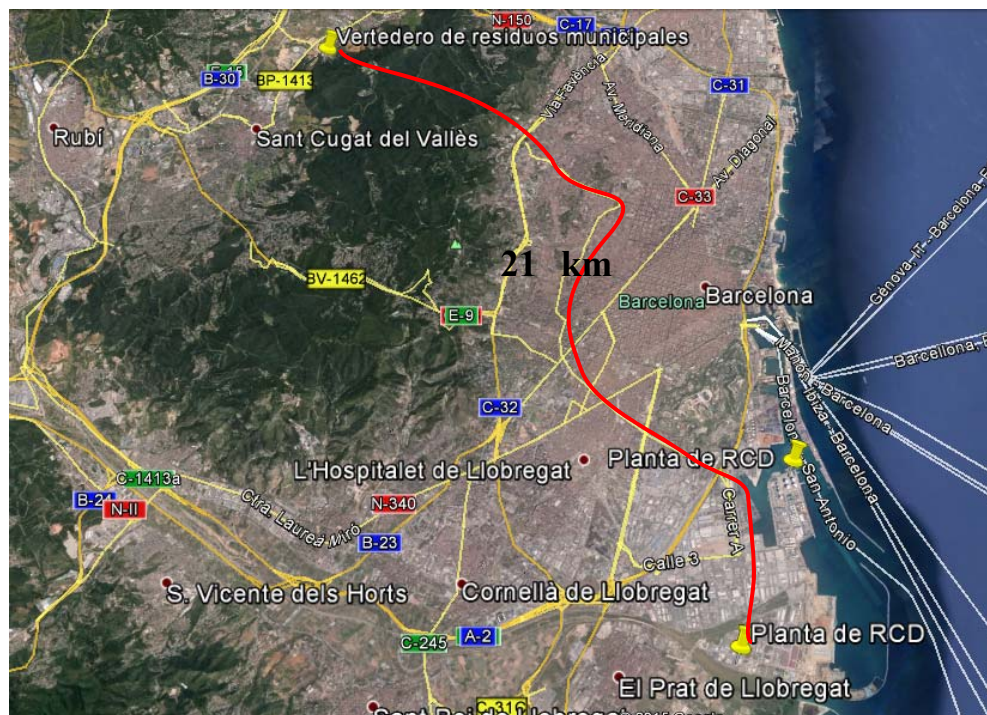 N-150
C-17
Vertedero de residuos municipales
B-30
BP-1413
C-31
Via Favència
Av. Meridiana
Av. Diagonal
Rubí
Sant Cugat del Vallès
C-33
21 km
BV-1462
Barcelona
Barcelona
E-9
Génova, IT - Barcelona, E
Barcellona, E
Mahón
Ibiza - Barcelona
Barcelona
C-32
L'Hospitalet de Llobregat
Planta de RCD
San Antonio
C-1413a
B-24
N-II
Ctra. Laureà Miró
N-340
B-23
Carrer A
Calle 3
S. Vicente dels Horts
Cornellà de Llobregat
C-245
A-2
Planta de RCD
El Prat de Llobregat